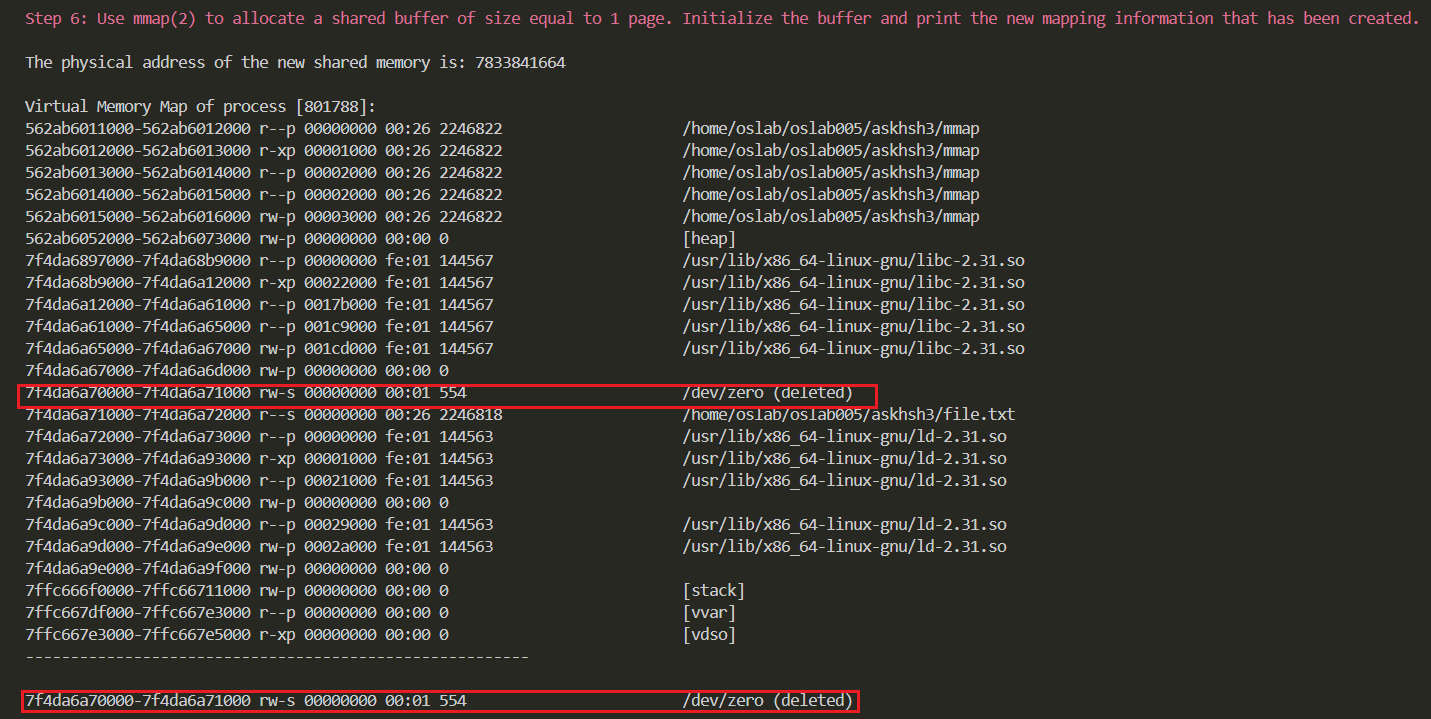 Step 6: Use mmap(2) to allocate a shared buffer of size equal to 1 page. Initialize the buffer and print the new mapping information that has been created.
The physical address of the new shared memory is: 7833841664
Virtual Memory Map of process [801788]:
562ab6011000-562ab6012000 r--p 00000000 00:26 2246822 /home/oslab/oslab005/askhsh3/mmap
562ab6012000-562ab6013000 r-xp 00001000 00:26 2246822 /home/oslab/oslab005/askhsh3/mmap
562ab6013000-562ab6014000 r--p 00002000 00:26 2246822 /home/oslab/oslab005/askhsh3/mmap
562ab6014000-562ab6015000 r--p 00002000 00:26 2246822 /home/oslab/oslab005/askhsh3/mmap
562ab6015000-562ab6016000 rw-p 00003000 00:26 2246822 /home/oslab/oslab005/askhsh3/mmap
562ab6052000-562ab6073000 rw-p 00000000 00:00 0 [heap]
7f4da6897000-7f4da68b9000 r--p 00000000 fe:01 144567 /usr/lib/x86_64-linux-gnu/libc-2.31.so
7f4da68b9000-7f4da6a12000 r-xp 00022000 fe:01 144567 /usr/lib/x86_64-linux-gnu/libc-2.31.so
7f4da6a12000-7f4da6a61000 r--p 0017b000 fe:01 144567 /usr/lib/x86_64-linux-gnu/libc-2.31.so
7f4da6a61000-7f4da6a65000 r--p 001c9000 fe:01 144567 /usr/lib/x86_64-linux-gnu/libc-2.31.so
7f4da6a65000-7f4da6a67000 rw-p 001cd000 fe:01 144567 /usr/lib/x86_64-linux-gnu/libc-2.31.so
7f4da6a67000-7f4da6a6d000 rw-p 00000000 00:00 0
7f4da6a70000-7f4da6a71000 rw-s 00000000 00:01 554 /dev/zero (deleted)
7f4da6a71000-7f4da6a72000 r--s 00000000 00:26 2246818 /home/oslab/oslab005/askhsh3/file.txt
7f4da6a72000-7f4da6a73000 r--p 00000000 fe:01 144563 /usr/lib/x86_64-linux-gnu/ld-2.31.so
7f4da6a73000-7f4da6a93000 r-xp 00001000 fe:01 144563 /usr/lib/x86_64-linux-gnu/ld-2.31.so
7f4da6a93000-7f4da6a9b000 r--p 00021000 fe:01 144563 /usr/lib/x86_64-linux-gnu/ld-2.31.so
7f4da6a9b000-7f4da6a9c000 rw-p 00000000 00:00 0
7f4da6a9c000-7f4da6a9d000 r--p 00029000 fe:01 144563 /usr/lib/x86_64-linux-gnu/ld-2.31.so
7f4da6a9d000-7f4da6a9e000 rw-p 0002a000 fe:01 144563 /usr/lib/x86_64-linux-gnu/ld-2.31.so
7f4da6a9e000-7f4da6a9f000 rw-p 00000000 00:00 0
7ffc666f0000-7ffc66711000 rw-p 00000000 00:00 0 [stack]
7ffc667df000-7ffc667e3000 r--p 00000000 00:00 0 [vvar]
7ffc667e3000-7ffc667e5000 r-xp 00000000 00:00 0 [vdso]
--------------------------------------------------------
7f4da6a70000-7f4da6a71000 rw-s 00000000 00:01 554 /dev/zero (deleted)